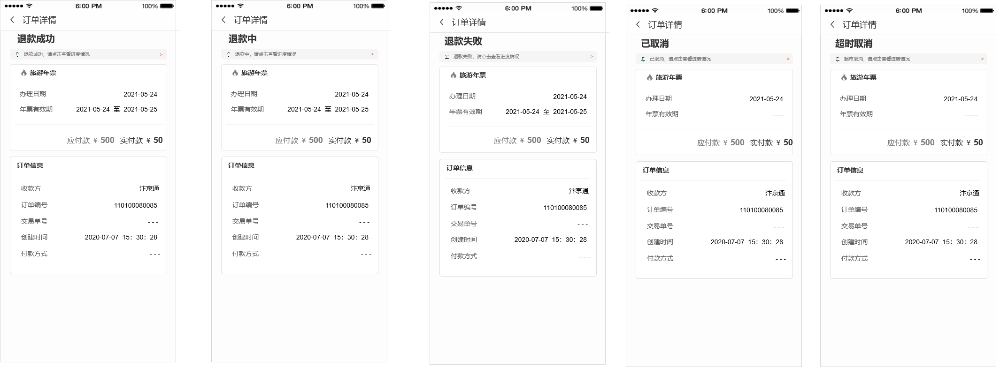 6:00 PM 100%
订单详情
退款成功
退款成功，请点击查看进度情况 >
旅游年票
办理日期 2021-05-24
年票有效期 2021-05-24 至 2021-05-25
应付款 ¥ 500 实付款 ¥ 50
订单信息
收款方 汴京通
订单编号 110100080085
交易单号 - - -
创建时间 2020-07-07 15：30：28
付款方式 - - -
6:00 PM 100%
订单详情
退款中
退款中，请点击查看进度情况 >
旅游年票
办理日期 2021-05-24
年票有效期 2021-05-24 至 2021-05-25
应付款 ¥ 500 实付款 ¥ 50
订单信息
收款方 汴京通
订单编号 110100080085
交易单号 - - -
创建时间 2020-07-07 15：30：28
付款方式 - - -
6:00 PM 100%
订单详情
退款失败
退款失败，请点击查看进度情况 >
旅游年票
办理日期 2021-05-24
年票有效期 2021-05-24 至 2021-05-25
应付款 ¥ 500 实付款 ¥ 50
订单信息
收款方 汴京通
订单编号 110100080085
交易单号 - - -
创建时间 2020-07-07 15：30：28
付款方式 - - -
6:00 PM 100%
订单详情
已取消
已取消，请点击查看进度情况 >
旅游年票
办理日期 2021-05-24
年票有效期 -----
应付款 ¥ 500 实付款 ¥ 50
订单信息
收款方 汴京通
订单编号 110100080085
交易单号 - - -
创建时间 2020-07-07 15：30：28
付款方式 - - -
6:00 PM 100%
订单详情
超时取消
超市取消，请点击查看进度情况 >
旅游年票
办理日期 2021-05-24
年票有效期 ------
应付款 ¥ 500 实付款 ¥ 50
订单信息
收款方 汴京通
订单编号 110100080085
交易单号 - - -
创建时间 2020-07-07 15：30：28
付款方式 - - -